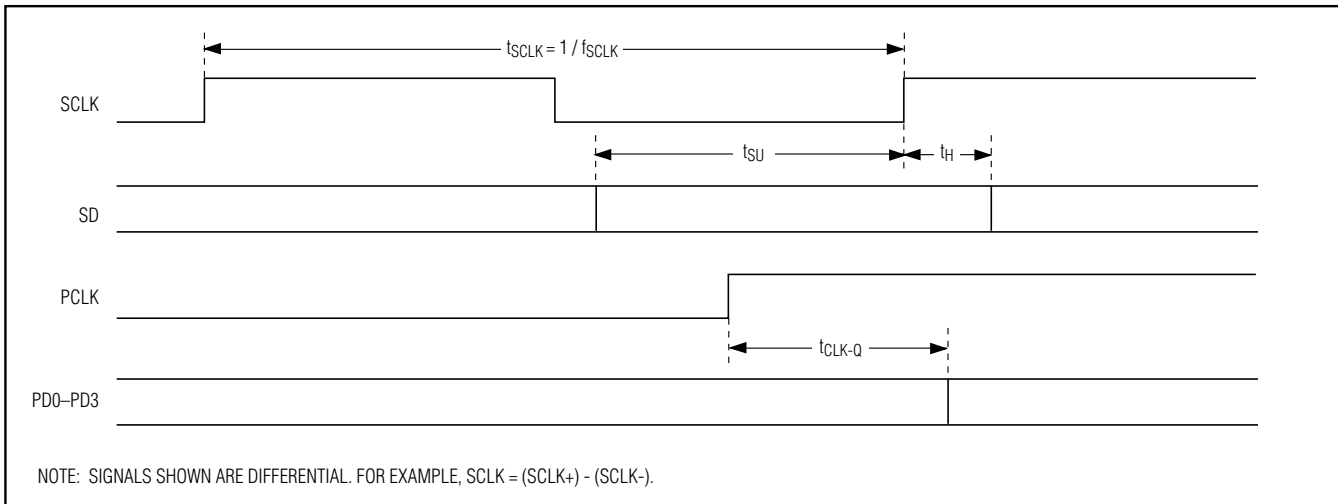 tSCLK = 1 / fSCLK
SCLK
tSU
tH
SD
PCLK
tCLK-Q
PD0–PD3
NOTE: SIGNALS SHOWN ARE DIFFERENTIAL. FOR EXAMPLE, SCLK = (SCLK+) - (SCLK-).